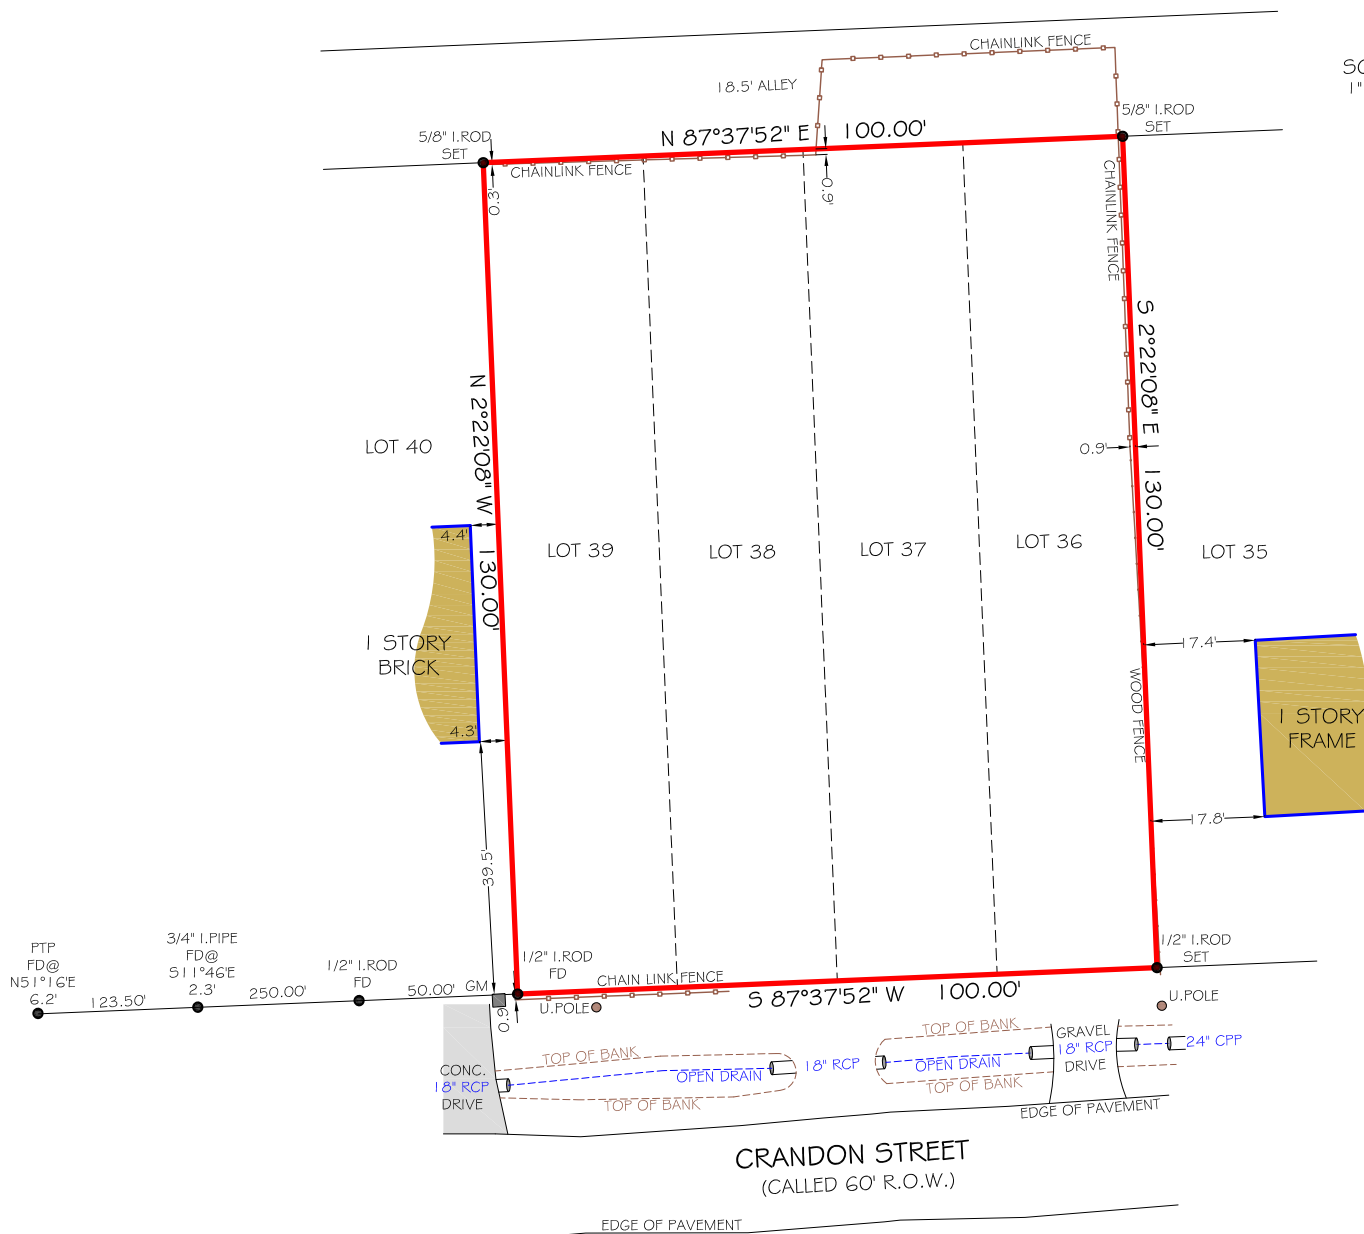 CHAINLINK FENCE
SC
1"
18.5' ALLEY
5/8" I.ROD
SET
N 87°37'52" E 100.00'
5/8" I.ROD
SET
CHAINLINK FENCE
0.3'
0.9'
CHAINLINK FENCE
S 2°22'08" E 130.00'
N 2°22'08" W 130.00'
LOT 40
0.9'
4.4'
LOT 39
LOT 38
LOT 37
LOT 36
LOT 35
1 STORY
BRICK
17.4'
WOOD FENCE
1 STORY
FRAME
4.3'
17.8'
39.5'
PTP
FD@
N51°16'E
6.2'
3/4" I.PIPE
FD@
S11°46'E
2.3'
1/2" I.ROD
FD
1/2" I.ROD
FD
1/2" I.ROD
SET
123.50'
250.00'
50.00'
GM
CHAIN LINK FENCE
S 87°37'52" W 100.00'
0.9'
U.POLE
U.POLE
TOP OF BANK
TOP OF BANK
GRAVEL
18" RCP
DRIVE
24" CPP
CONC.
18" RCP
DRIVE
OPEN DRAIN
18" RCP
OPEN DRAIN
TOP OF BANK
TOP OF BANK
EDGE OF PAVEMENT
CRANDON STREET
(CALLED 60' R.O.W.)
EDGE OF PAVEMENT